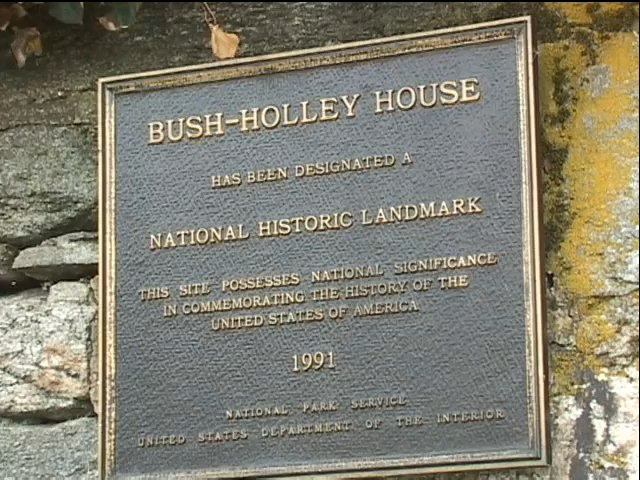 BUSH-HOLLEY HOUSE
HAS BEEN DESIGNATED A
NATIONAL HISTORIC LANDMARK
THIS SITE POSSESSES NATIONAL SIGNIFICANCE
IN COMMEMORATING THE HISTORY OF THE
UNITED STATES OF AMERICA
1991
NATIONAL PARK SERVICE
UNITED STATES DEPARTMENT OF THE INTERIOR